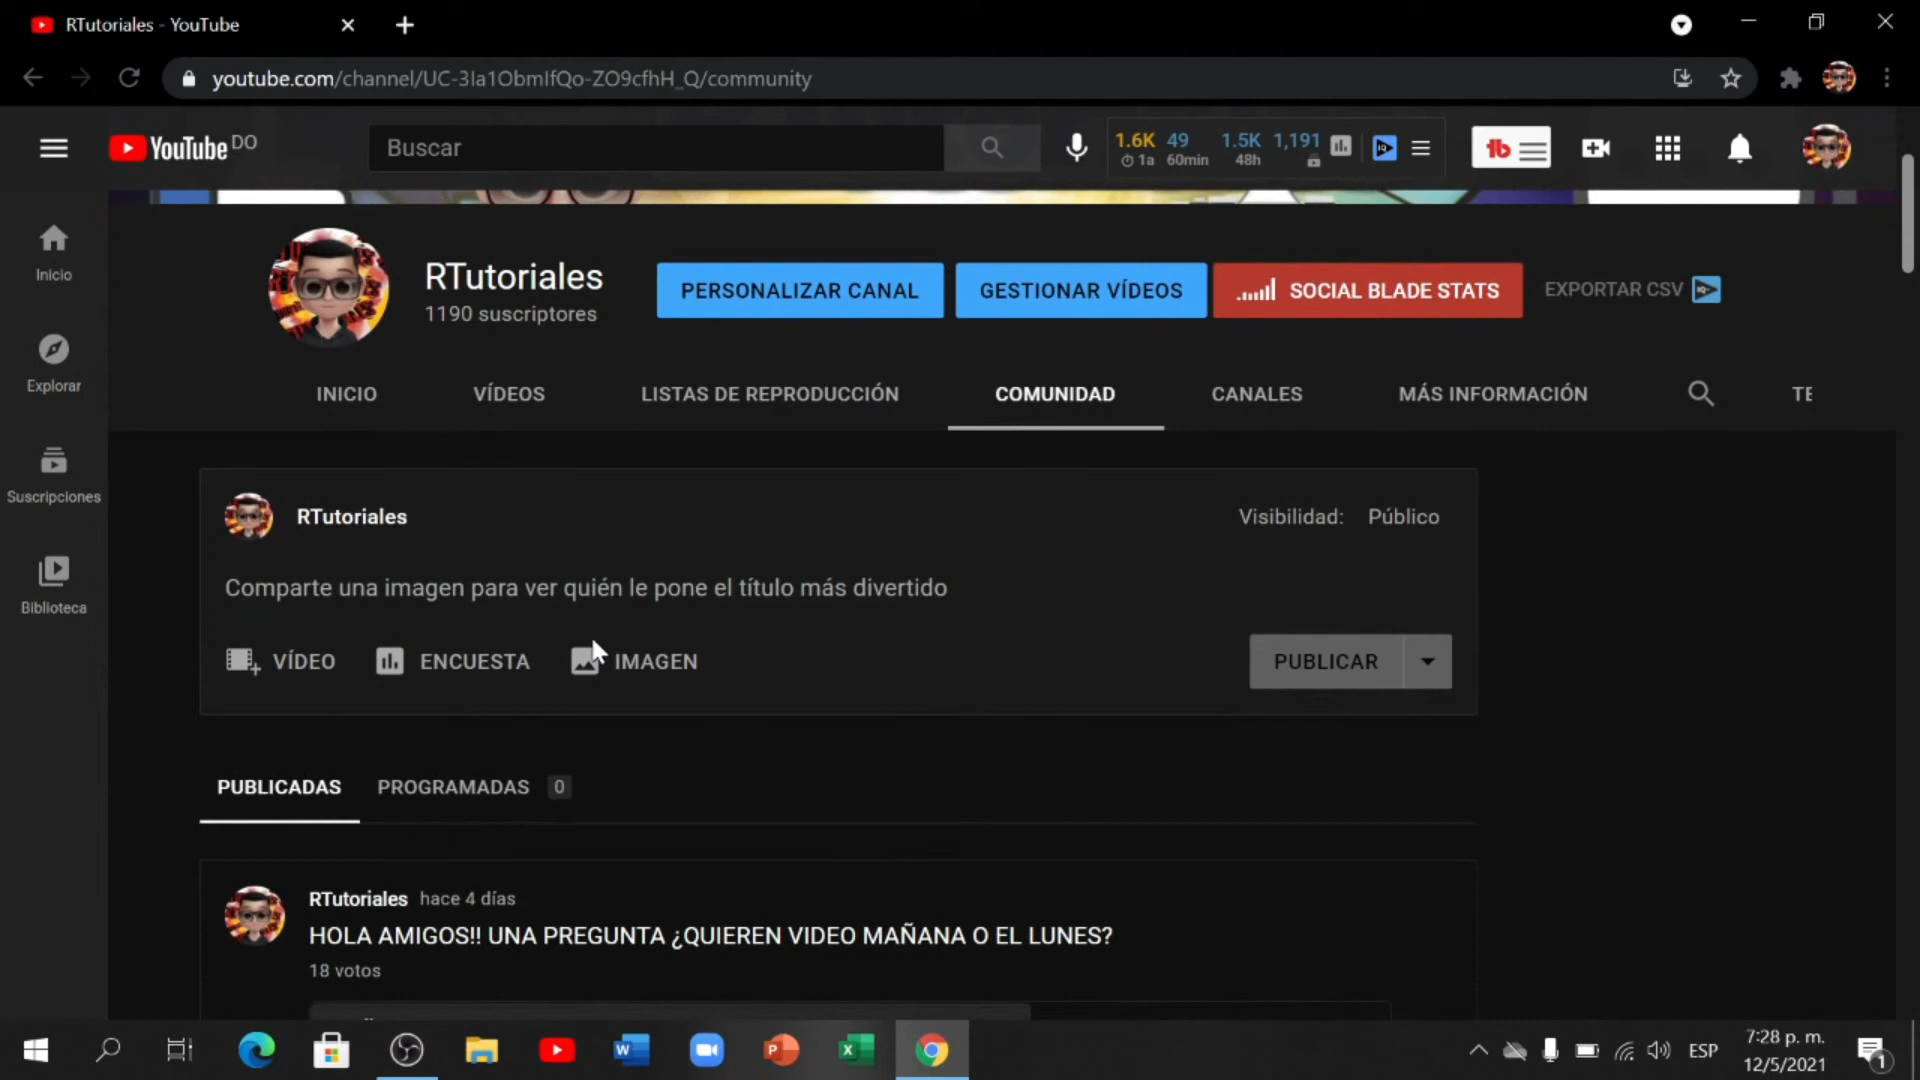 RTutoriales - YouTube
youtube.com/channel/UC-3Ia1ObmIfQo-ZO9cfhH_Q/community
YouTube DO
Buscar
1.6K 49 1.5K 1,191
1a 60min 48h
Inicio
Explorar
Suscripciones
Biblioteca
RTutoriales
1190 suscriptores
PERSONALIZAR CANAL
GESTIONAR VÍDEOS
SOCIAL BLADE STATS
EXPORTAR CSV
INICIO VÍDEOS LISTAS DE REPRODUCCIÓN COMUNIDAD CANALES MÁS INFORMACIÓN TE
RTutoriales
Visibilidad: Público
Comparte una imagen para ver quién le pone el título más divertido
VÍDEO ENCUESTA IMAGEN
PUBLICAR
PUBLICADAS PROGRAMADAS 0
RTutoriales hace 4 días
HOLA AMIGOS!! UNA PREGUNTA ¿QUIEREN VIDEO MAÑANA O EL LUNES?
18 votos
ESP
7:28 p. m.
12/5/2021
1